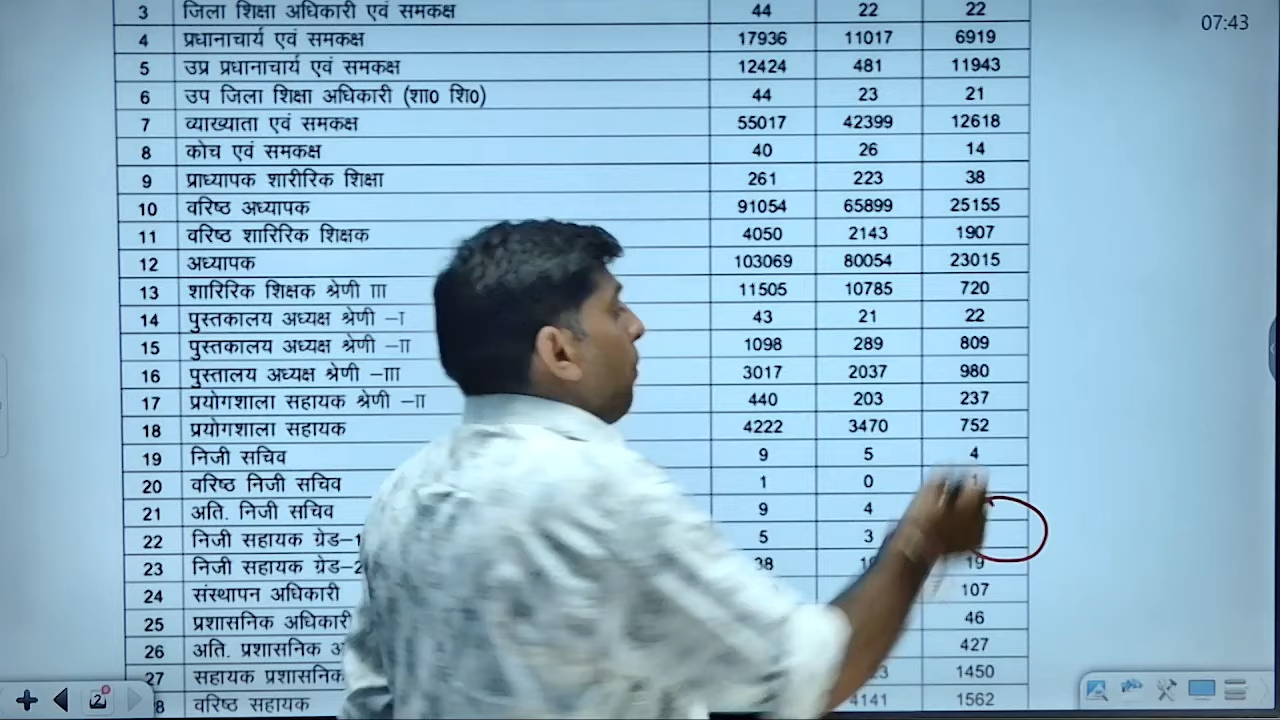 07:43
3 जिला शिक्षा अधिकारी एवं समकक्ष 44 22 22
4 प्रधानाचार्य एवं समकक्ष 17936 11017 6919
5 उप्र प्रधानाचार्य एवं समकक्ष 12424 481 11943
6 उप जिला शिक्षा अधिकारी (शा0 शि0) 44 23 21
7 व्याख्याता एवं समकक्ष 55017 42399 12618
8 कोच एवं समकक्ष 40 26 14
9 प्राध्यापक शारीरिक शिक्षा 261 223 38
10 वरिष्ठ अध्यापक 91054 65899 25155
11 वरिष्ठ शारिरिक शिक्षक 4050 2143 1907
12 अध्यापक 103069 80054 23015
13 शारिरिक शिक्षक श्रेणी III 11505 10785 720
14 पुस्तकालय अध्यक्ष श्रेणी –I 43 21 22
15 पुस्तकालय अध्यक्ष श्रेणी –II 1098 289 809
16 पुस्तालय अध्यक्ष श्रेणी –III 3017 2037 980
17 प्रयोगशाला सहायक श्रेणी –II 440 203 237
18 प्रयोगशाला सहायक 4222 3470 752
19 निजी सचिव 9 5 4
20 वरिष्ठ निजी सचिव 1 0 1
21 अति. निजी सचिव 9 4
22 निजी सहायक ग्रेड–1 5 3
23 निजी सहायक ग्रेड–2 38 19
24 संस्थापन अधिकारी 107
25 प्रशासनिक अधिकारी 46
26 अति. प्रशासनिक 427
27 सहायक प्रशासनिक 1450
वरिष्ठ सहायक 4141 1562
2